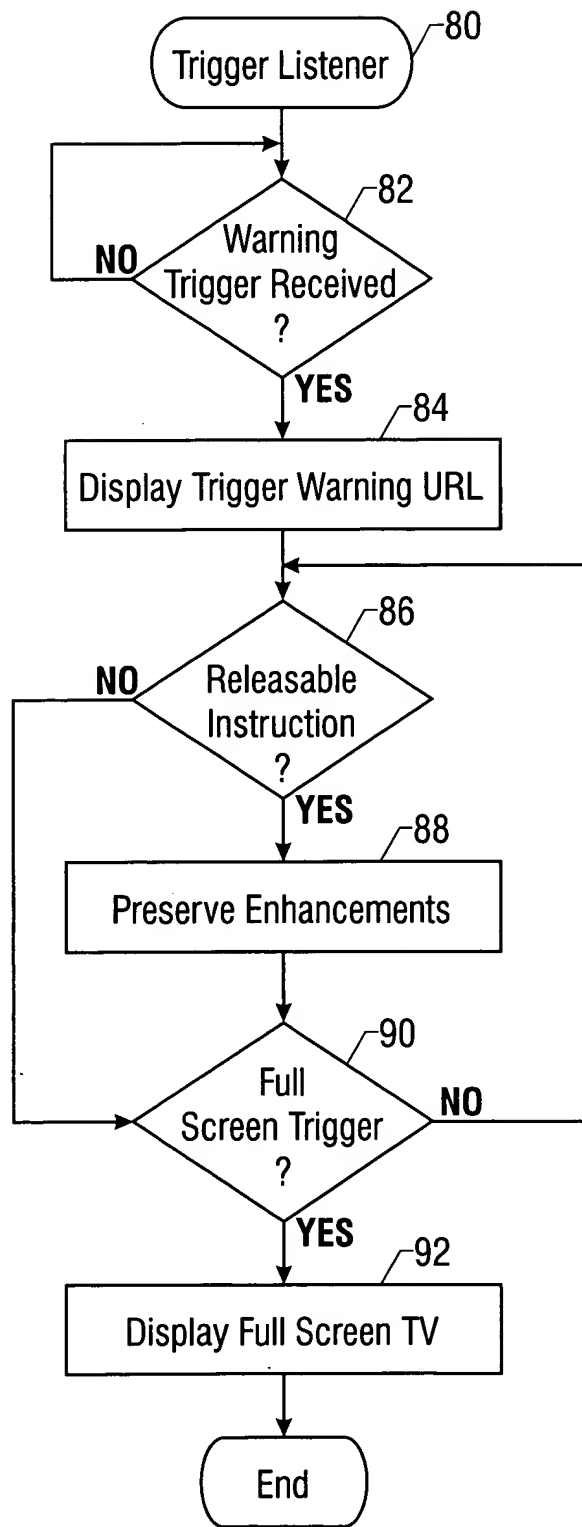 80
Trigger Listener
82
Warning
Trigger Received
?
NO
YES
84
Display Trigger Warning URL
86
NO
Releasable
Instruction
?
YES
88
Preserve Enhancements
90
Full
Screen Trigger
?
NO
YES
92
Display Full Screen TV
End